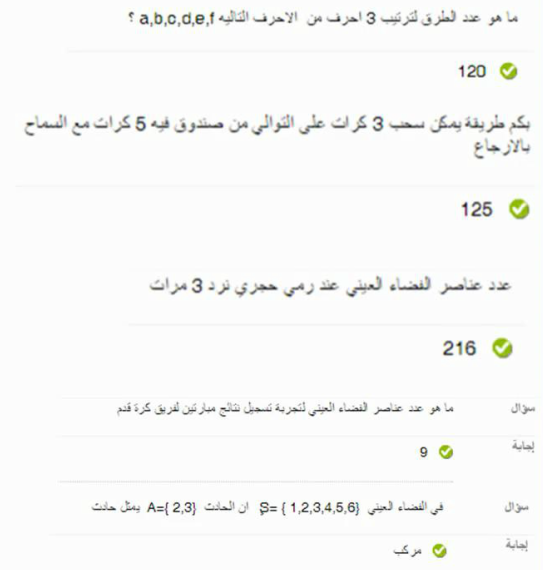 ما هو عدد الطرق لترتيب 3 احرف من الاحرف التاليه a,b,c,d,e,f ؟
120
بكم طريقة يمكن سحب 3 كرات على التوالي من صندوق فيه 5 كرات مع السماح
بالارجاع
125
عدد عناصر الفضاء العيني عند رمي حجري نرد 3 مرات
216
سؤال ما هو عدد عناصر الفضاء العيني لتجربة تسجيل نتائج مبارتين لفريق كرة قدم
إجابة 9
سؤال في الفضاء العيني S= { 1,2,3,4,5,6} ان الحادث A={ 2,3} يمثل حادث
إجابة مركب